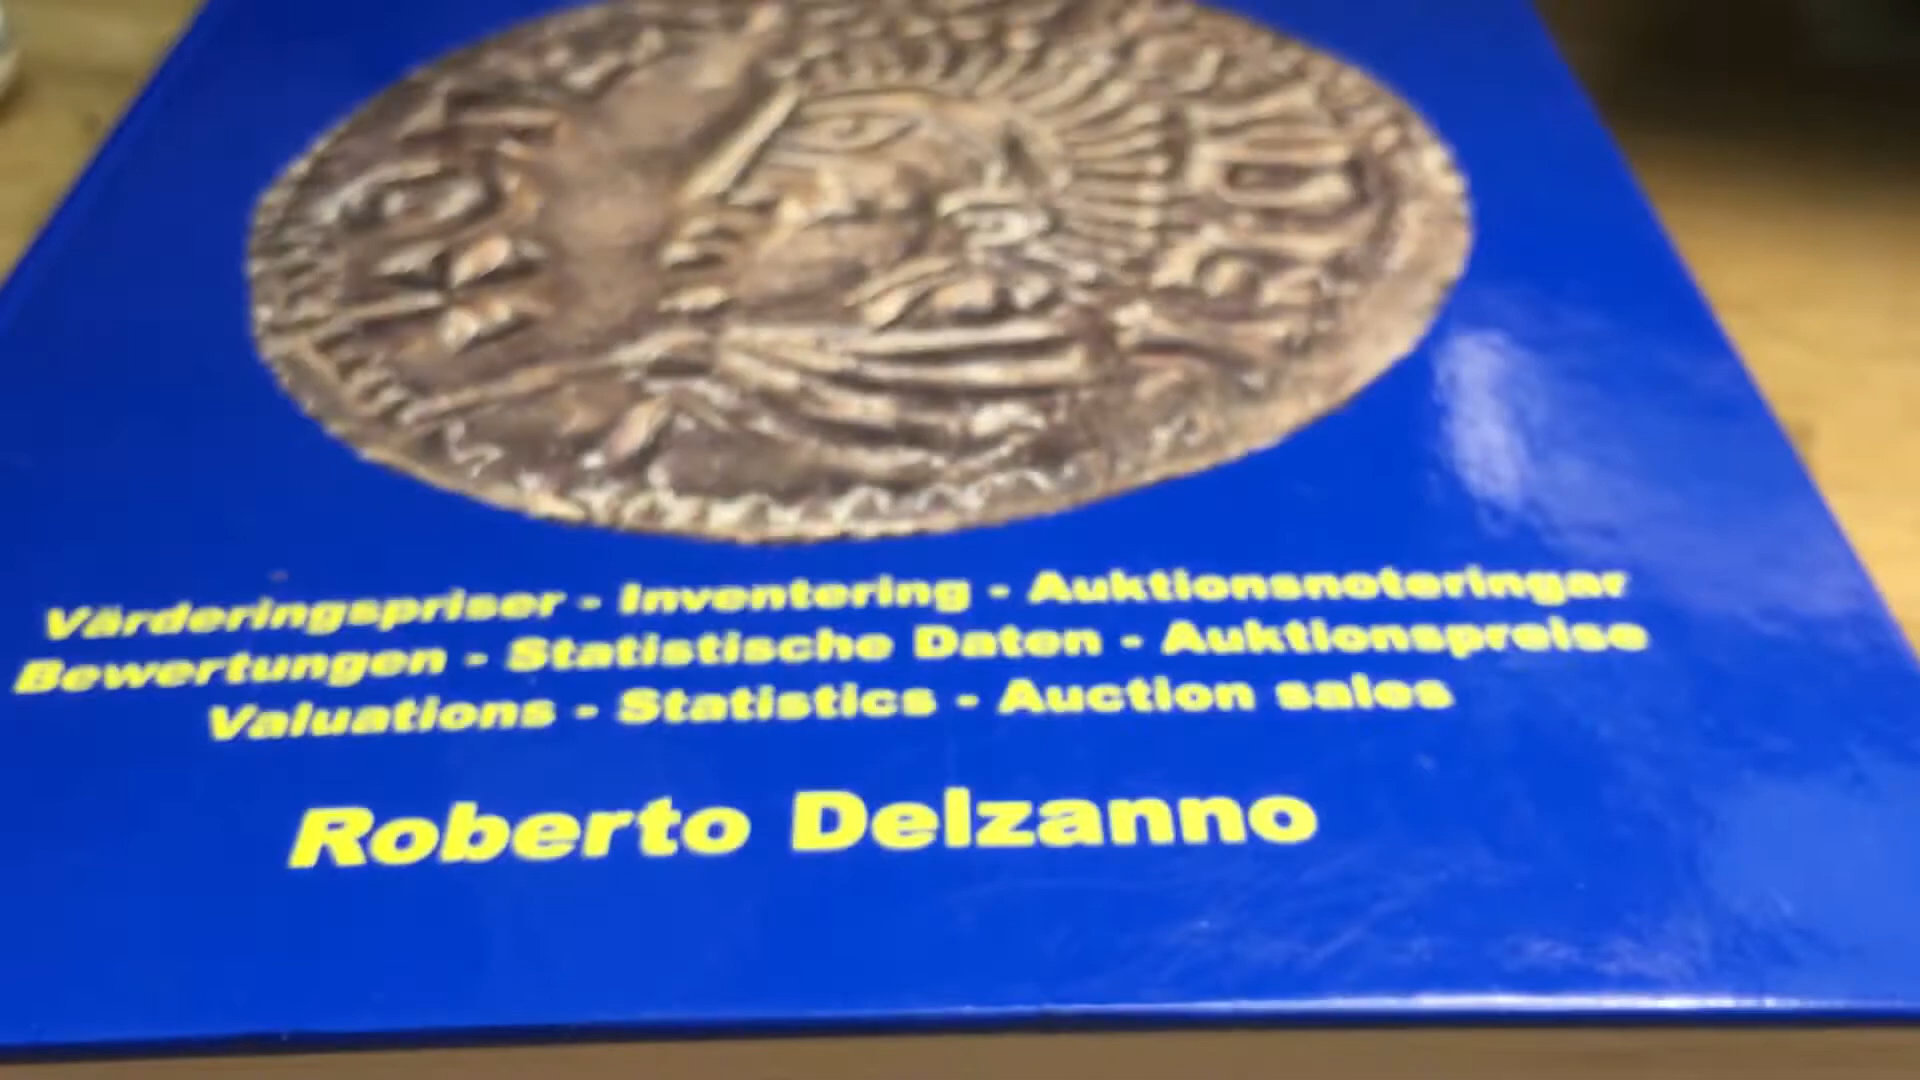 Värderingspriser - Inventering - Auktionsnoteringar
Bewertungen - Statistische Daten - Auktionspreise
Valuations - Statistics - Auction sales
Roberto Delzanno